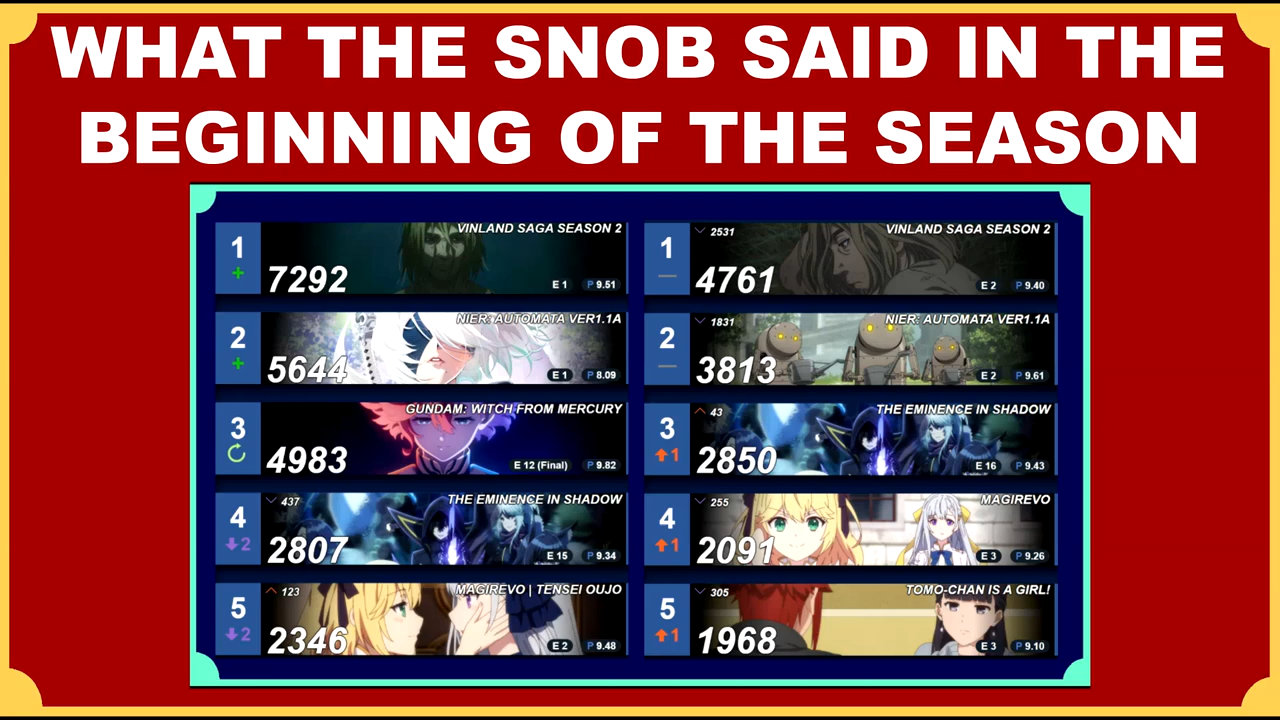 WHAT THE SNOB SAID IN THE
BEGINNING OF THE SEASON
1
VINLAND SAGA SEASON 2
7292
E 1 P 9.51
2
NIER: AUTOMATA VER1.1A
5644
E 1 P 8.09
3
GUNDAM: WITCH FROM MERCURY
4983
E 12 (Final) P 9.82
4
437
THE EMINENCE IN SHADOW
2
2807
E 15 P 9.34
5
123
MAGIREVO | TENSEI OUJO
2
2346
E 2 P 9.48
1
2531
VINLAND SAGA SEASON 2
4761
E 2 P 9.40
2
1831
NIER: AUTOMATA VER1.1A
3813
E 2 P 9.61
3
43
THE EMINENCE IN SHADOW
1
2850
E 16 P 9.43
4
255
MAGIREVO
1
2091
E 3 P 9.26
5
305
TOMO-CHAN IS A GIRL!
1
1968
E 3 P 9.10